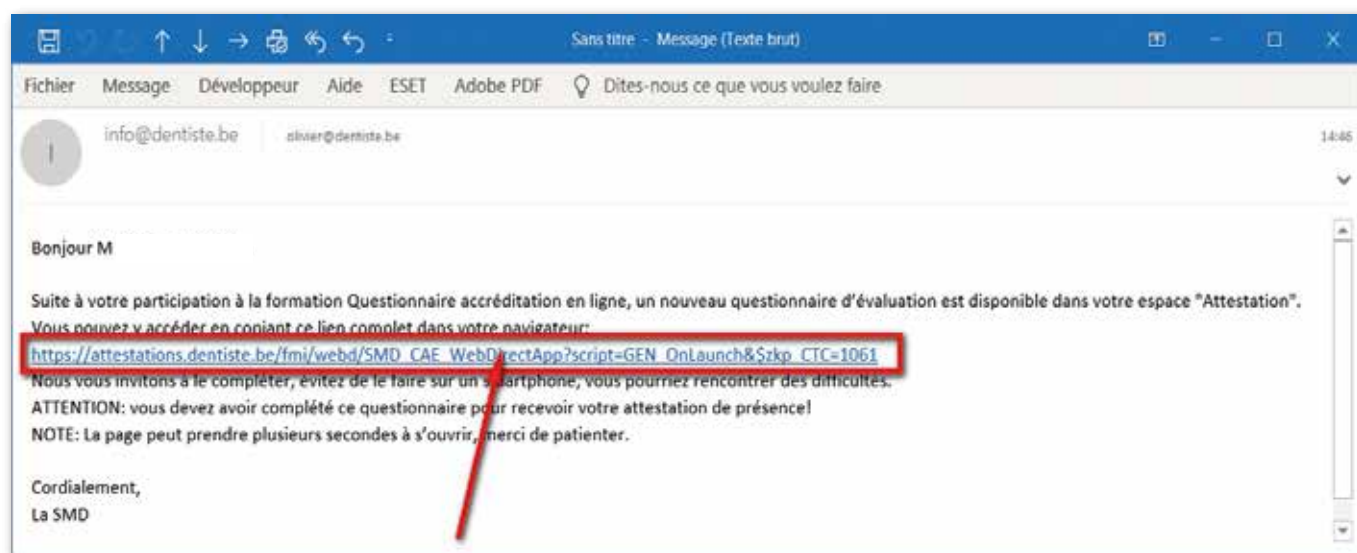 Sans titre - Message (Texte brut)
Fichier Message Développeur Aide ESET Adobe PDF Dites-nous ce que vous voulez faire
info@dentiste.be olivier@dentiste.be
I
14:46
Bonjour M
Suite à votre participation à la formation Questionnaire accréditation en ligne, un nouveau questionnaire d'évaluation est disponible dans votre espace "Attestation".
Vous pouvez y accéder en copiant ce lien complet dans votre navigateur:
https://attestations.dentiste.be/fmi/webd/SMD_CAE_WebDirectApp?script=GEN_OnLaunch&$zkp_CTC=1061
Nous vous invitons à le compléter, évitez de le faire sur un smartphone, vous pourriez rencontrer des difficultés.
ATTENTION: vous devez avoir complété ce questionnaire pour recevoir votre attestation de présence!
NOTE: La page peut prendre plusieurs secondes à s'ouvrir, merci de patienter.
Cordialement,
La SMD